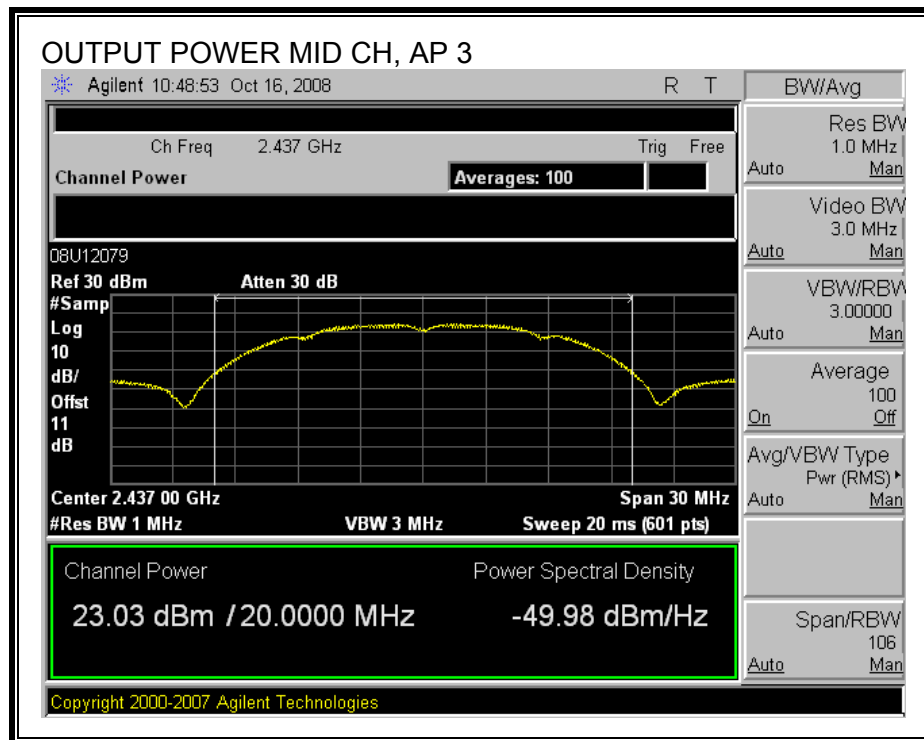 OUTPUT POWER MID CH, AP 3
Agilent 10:48:53 Oct 16, 2008 R T
BW/Avg
Ch Freq 2.437 GHz Trig Free
Channel Power Averages: 100
08U12079
Ref 30 dBm Atten 30 dB
#Samp
Log
10
dB/
Offst
11
dB
Center 2.437 00 GHz Span 30 MHz
#Res BW 1 MHz VBW 3 MHz Sweep 20 ms (601 pts)
Channel Power Power Spectral Density
23.03 dBm / 20.0000 MHz -49.98 dBm/Hz
Copyright 2000-2007 Agilent Technologies
Res BW
1.0 MHz
Auto Man
Video BW
3.0 MHz
Auto Man
VBW/RBW
3.00000
Auto Man
Average
100
On Off
Avg/VBW Type
Pwr (RMS)
Auto Man
Span/RBW
106
Auto Man